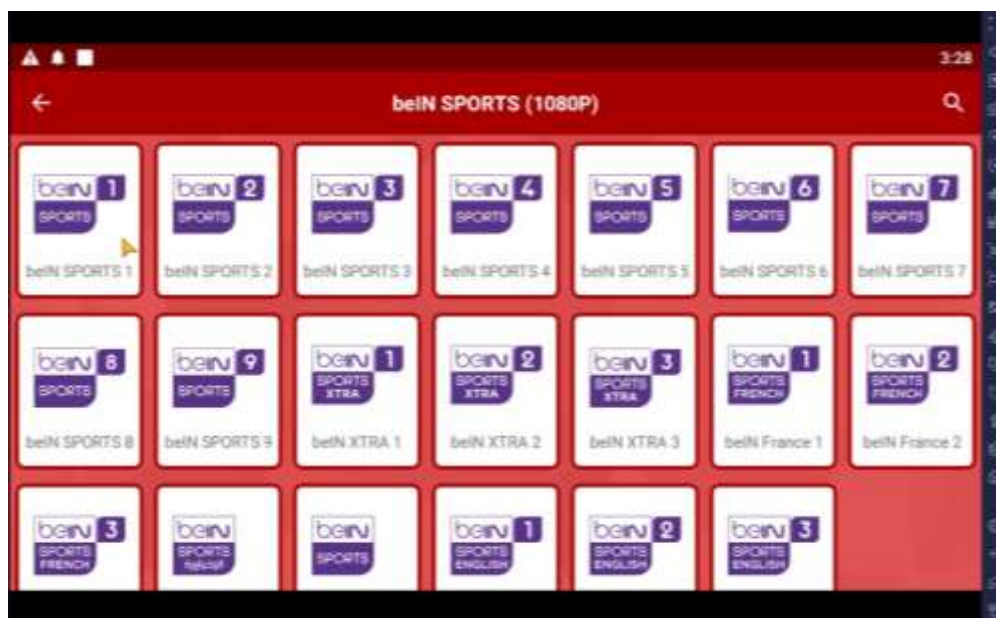 3:28
beIN SPORTS (1080P)
beIN 1 SPORTS
beIN 2 SPORTS
beIN 3 SPORTS
beIN 4 SPORTS
beIN 5 SPORTS
beIN 6 SPORTS
beIN 7 SPORTS
beIN SPORTS 1
beIN SPORTS 2
beIN SPORTS 3
beIN SPORTS 4
beIN SPORTS 5
beIN SPORTS 6
beIN SPORTS 7
beIN 8 SPORTS
beIN 9 SPORTS
beIN 1 SPORTS XTRA
beIN 2 SPORTS XTRA
beIN 3 SPORTS XTRA
beIN 1 SPORTS FRENCH
beIN 2 SPORTS FRENCH
beIN SPORTS 8
beIN SPORTS 9
beIN XTRA 1
beIN XTRA 2
beIN XTRA 3
beIN France 1
beIN France 2
beIN 3 SPORTS FRENCH
beIN SPORTS الإخبارية
beIN SPORTS
beIN 1 SPORTS ENGLISH
beIN 2 SPORTS ENGLISH
beIN 3 SPORTS ENGLISH